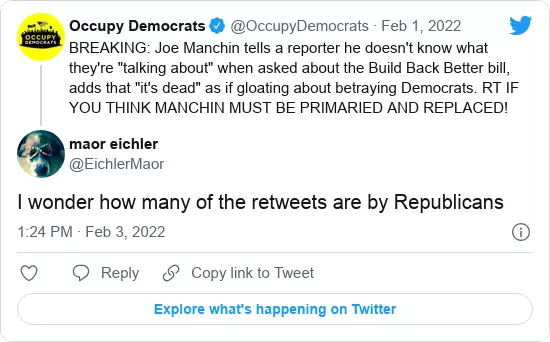 Occupy Democrats @OccupyDemocrats · Feb 1, 2022
BREAKING: Joe Manchin tells a reporter he doesn't know what
they're "talking about" when asked about the Build Back Better bill,
adds that "it's dead" as if gloating about betraying Democrats. RT IF
YOU THINK MANCHIN MUST BE PRIMARIED AND REPLACED!
maor eichler
@EichlerMaor
I wonder how many of the retweets are by Republicans
1:24 PM · Feb 3, 2022
Reply Copy link to Tweet
Explore what's happening on Twitter